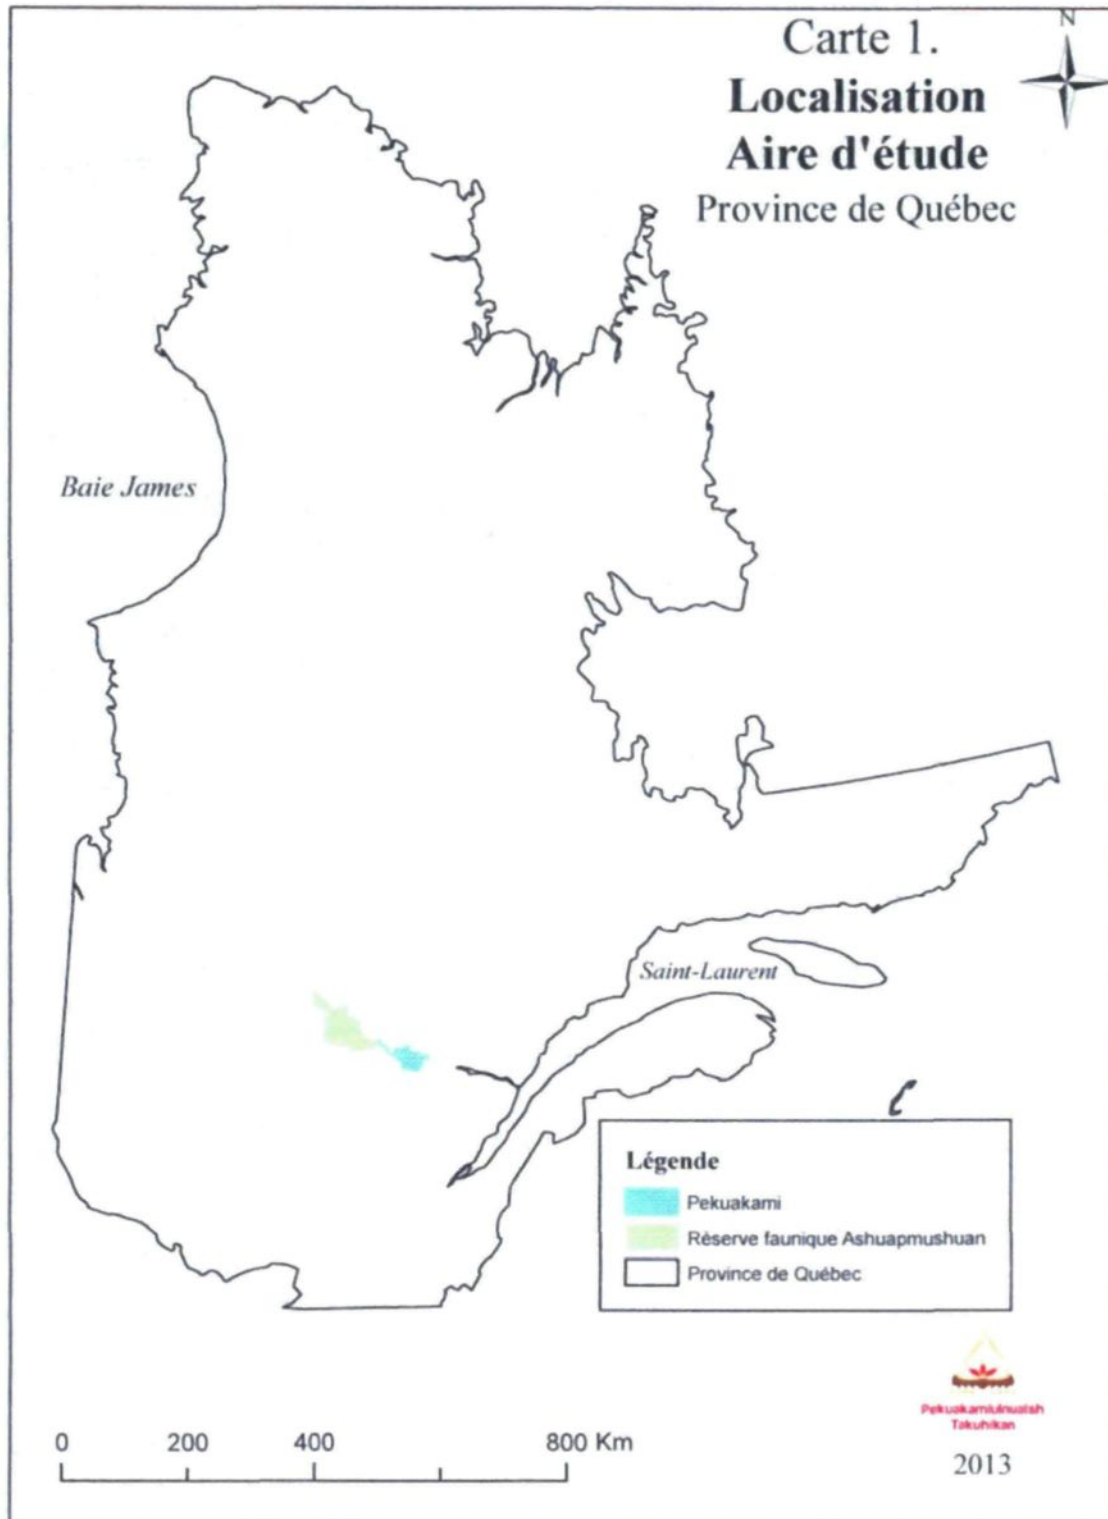 N
Carte 1.
Localisation
Aire d'étude
Province de Québec
Baie James
Saint-Laurent
Légende
Pekuakami
Réserve faunique Ashuapmushuan
Province de Québec
Pekuakamiulnuatsh
Takuhikan
2013
0 200 400 800 Km